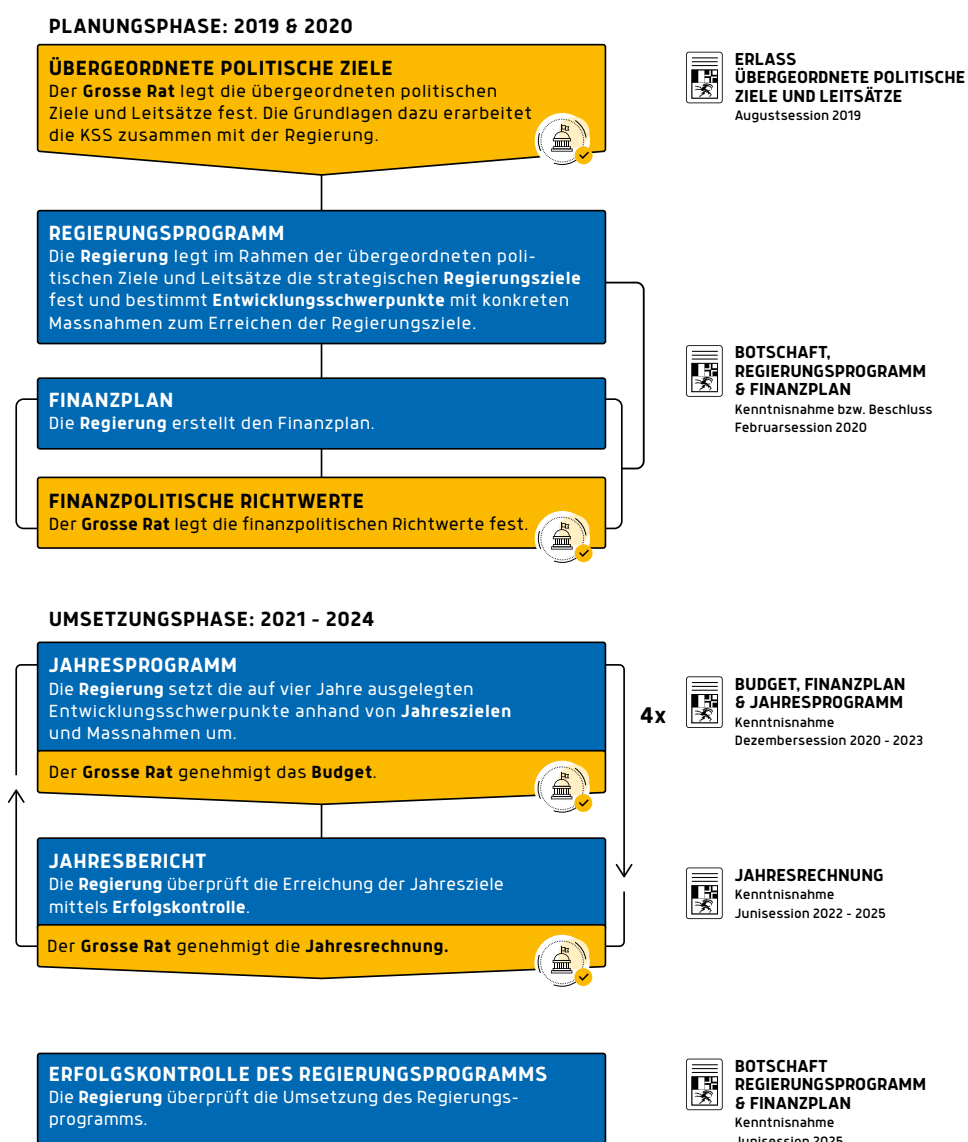 PLANUNGSPHASE: 2019 & 2020
ÜBERGEORDNETE POLITISCHE ZIELE
Der Grosse Rat legt die übergeordneten politischen
Ziele und Leitsätze fest. Die Grundlagen dazu erarbeitet
die KSS zusammen mit der Regierung.
ERLASS
ÜBERGEORDNETE POLITISCHE
ZIELE UND LEITSÄTZE
Augustsession 2019
REGIERUNGSPROGRAMM
Die Regierung legt im Rahmen der übergeordneten poli-
tischen Ziele und Leitsätze die strategischen Regierungsziele
fest und bestimmt Entwicklungsschwerpunkte mit konkreten
Massnahmen zum Erreichen der Regierungsziele.
FINANZPLAN
Die Regierung erstellt den Finanzplan.
FINANZPOLITISCHE RICHTWERTE
Der Grosse Rat legt die finanzpolitischen Richtwerte fest.
BOTSCHAFT,
REGIERUNGSPROGRAMM
& FINANZPLAN
Kenntnisnahme bzw. Beschluss
Februarsession 2020
UMSETZUNGSPHASE: 2021 - 2024
JAHRESPROGRAMM
Die Regierung setzt die auf vier Jahre ausgelegten
Entwicklungsschwerpunkte anhand von Jahreszielen
und Massnahmen um.
Der Grosse Rat genehmigt das Budget.
4x
BUDGET, FINANZPLAN
& JAHRESPROGRAMM
Kenntnisnahme
Dezembersession 2020 - 2023
JAHRESBERICHT
Die Regierung überprüft die Erreichung der Jahresziele
mittels Erfolgskontrolle.
Der Grosse Rat genehmigt die Jahresrechnung.
JAHRESRECHNUNG
Kenntnisnahme
Junisession 2022 - 2025
ERFOLGSKONTROLLE DES REGIERUNGSPROGRAMMS
Die Regierung überprüft die Umsetzung des Regierungs-
programms.
BOTSCHAFT
REGIERUNGSPROGRAMM
& FINANZPLAN
Kenntnisnahme
Junisession 2025